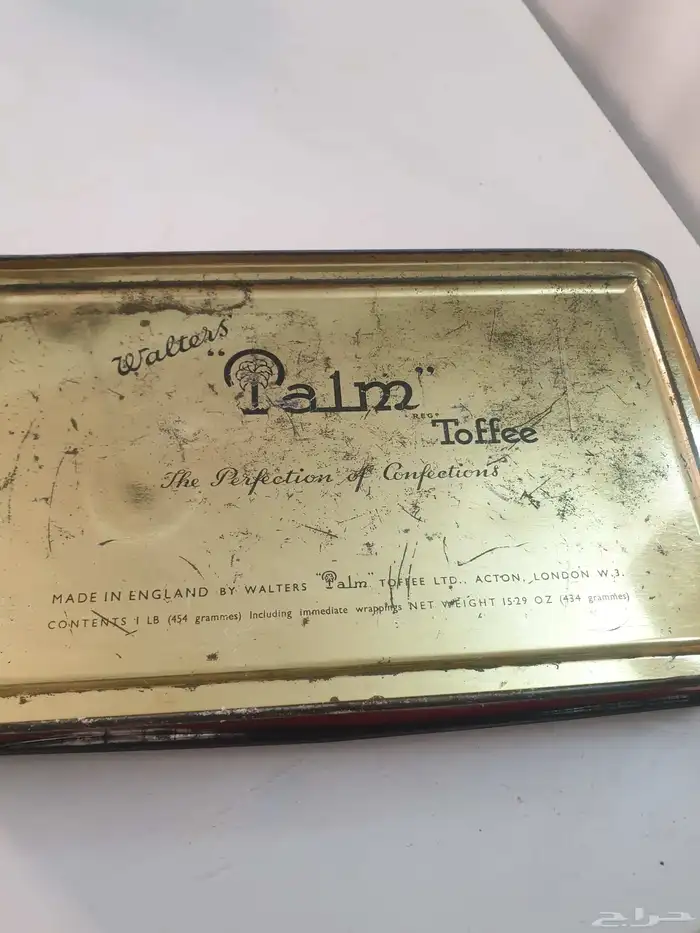 Walters'
"Palm"
REG^D
Toffee
The Perfection of Confections
MADE IN ENGLAND BY WALTERS "Palm" TOFFEE LTD., ACTON, LONDON W.3.
CONTENTS 1 LB (454 grammes) Including immediate wrappings NET WEIGHT 15·29 OZ (434 grammes)
حراج